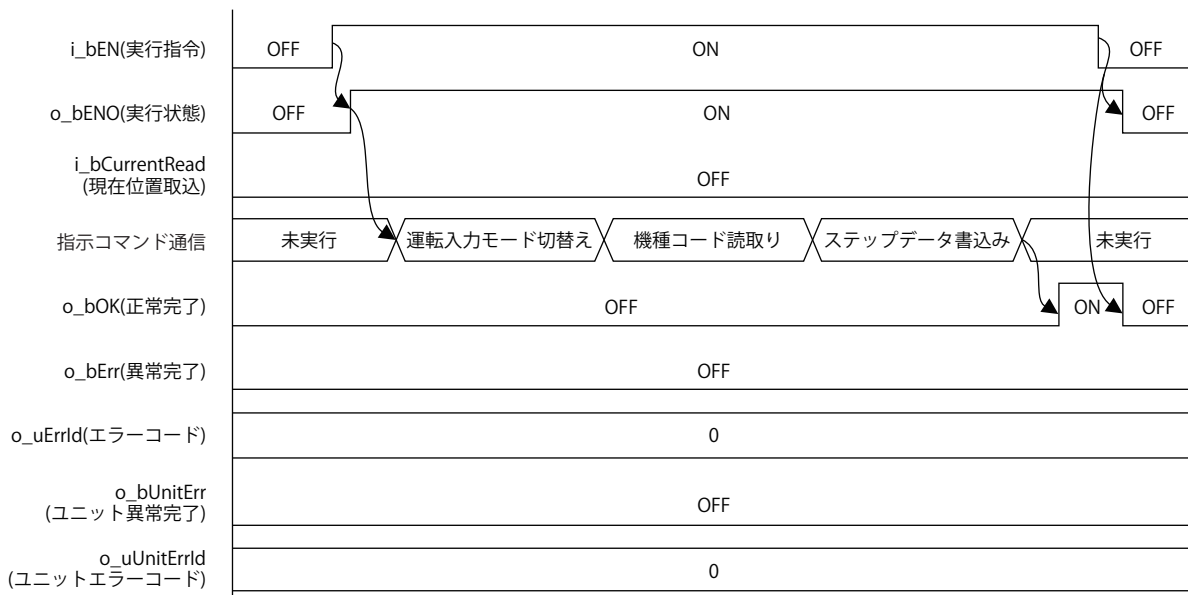 i_bEN(実行指令)
OFF
ON
OFF
o_bENO(実行状態)
OFF
ON
OFF
i_bCurrentRead
(現在位置取込)
OFF
指示コマンド通信
未実行
運転入力モード切替え
機種コード読取り
ステップデータ書込み
未実行
o_bOK(正常完了)
OFF
ON
OFF
o_bErr(異常完了)
OFF
o_uErrId(エラーコード)
0
o_bUnitErr
(ユニット異常完了)
OFF
o_uUnitErrId
(ユニットエラーコード)
0